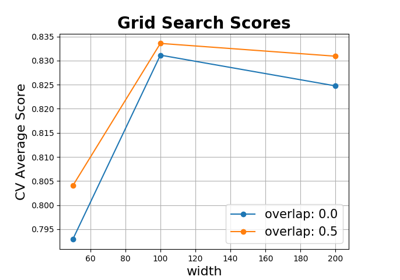 Grid Search Scores
CV Average Score
0.835
0.830
0.825
0.820
0.815
0.810
0.805
0.800
0.795
overlap: 0.0
overlap: 0.5
60 80 100 120 140 160 180 200
width